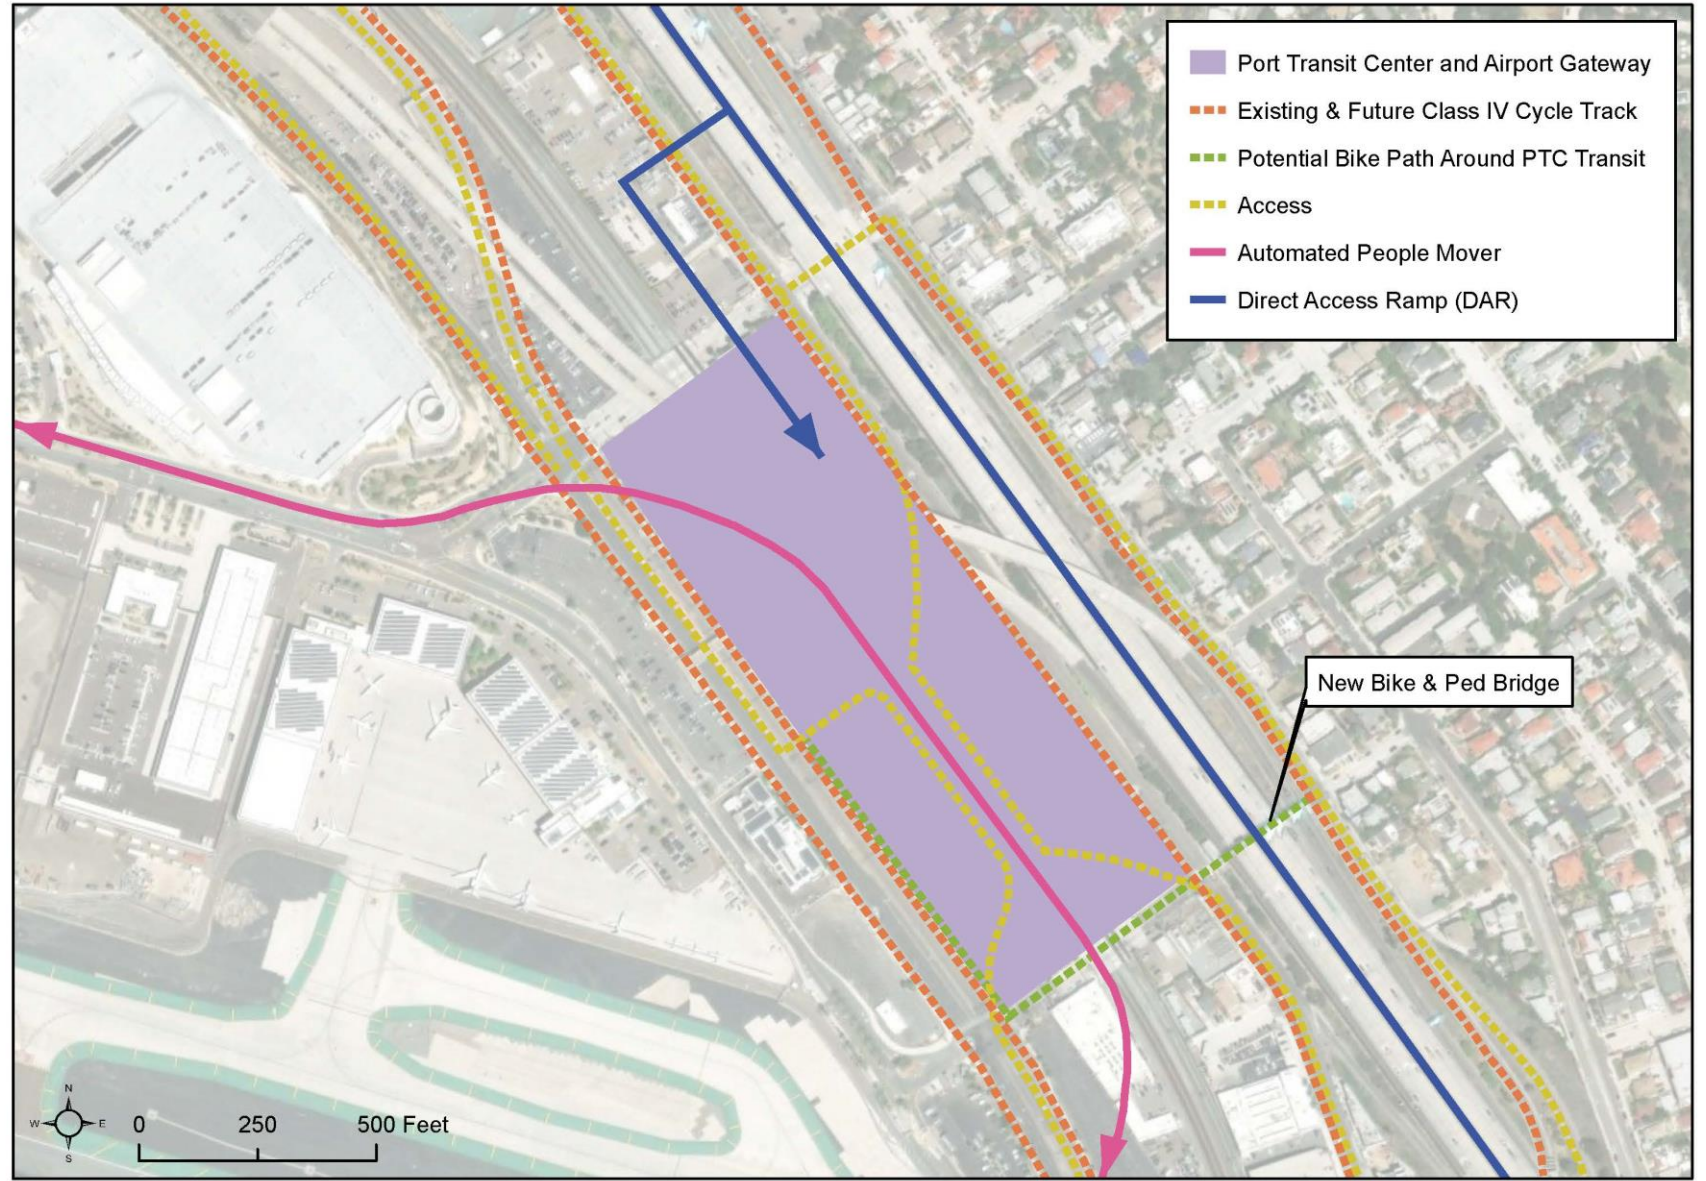 Port Transit Center and Airport Gateway
Existing & Future Class IV Cycle Track
Potential Bike Path Around PTC Transit
Access
Automated People Mover
Direct Access Ramp (DAR)
New Bike & Ped Bridge
N
W E
S
0 250 500 Feet